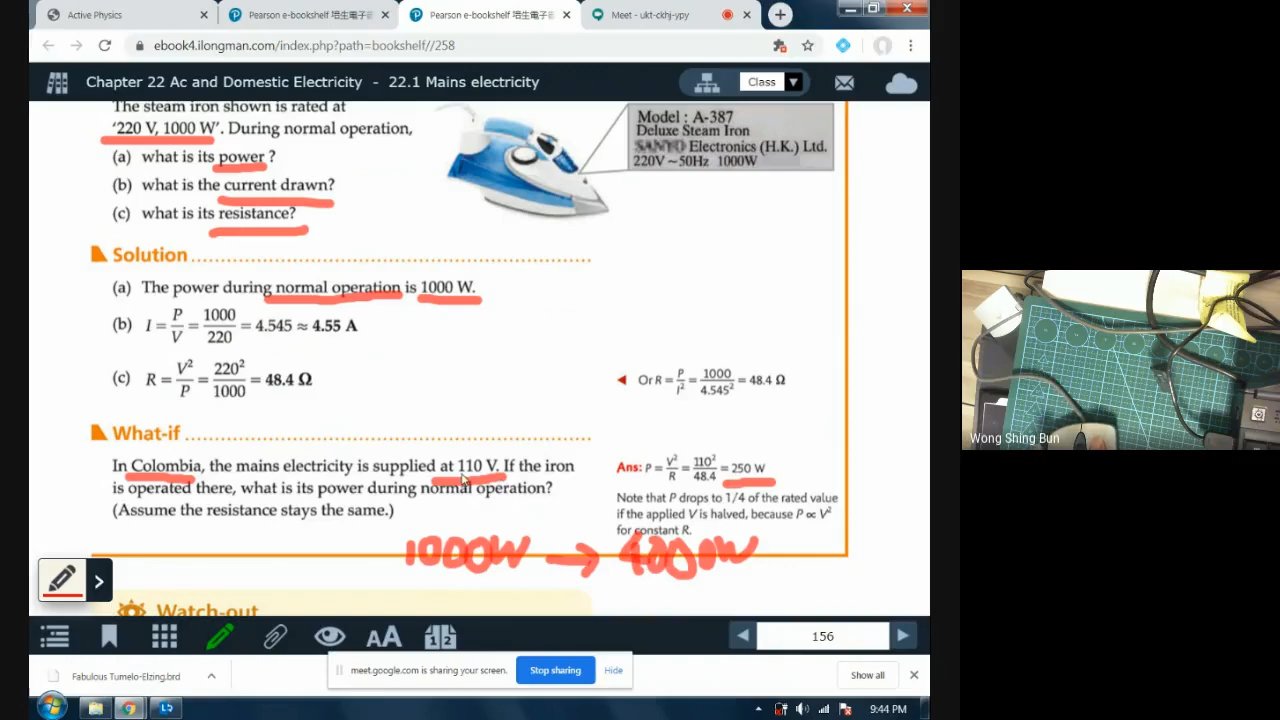 Active Physics
Pearson e-bookshelf 培生電子
Pearson e-bookshelf 培生電子
Meet - ukt-ckhj-ypy
ebook4.ilongman.com/index.php?path=bookshelf//258
Chapter 22 Ac and Domestic Electricity - 22.1 Mains electricity
Class
The steam iron shown is rated at
'220 V, 1000 W'. During normal operation,
(a) what is its power ?
(b) what is the current drawn?
(c) what is its resistance?
Model : A-387
Deluxe Steam Iron
SANYO Electronics (H.K.) Ltd.
220V ~50Hz 1000W
Solution
(a) The power during normal operation is 1000 W.
(b) I = P/V = 1000/220 = 4.545 ≈ 4.55 A
(c) R = V²/P = 220²/1000 = 48.4 Ω
Or R = P/I² = 1000/4.545² = 48.4 Ω
What-if
In Colombia, the mains electricity is supplied at 110 V. If the iron
is operated there, what is its power during normal operation?
(Assume the resistance stays the same.)
Ans: P = V²/R = 110²/48.4 = 250 W
Note that P drops to 1/4 of the rated value
if the applied V is halved, because P ∝ V²
for constant R.
1000W → 4000W
Watch-out
AA
1 2
156
meet.google.com is sharing your screen.
Stop sharing
Hide
Fabulous Tumelo-Elzing.brd
Show all
9:44 PM
Wong Shing Bun